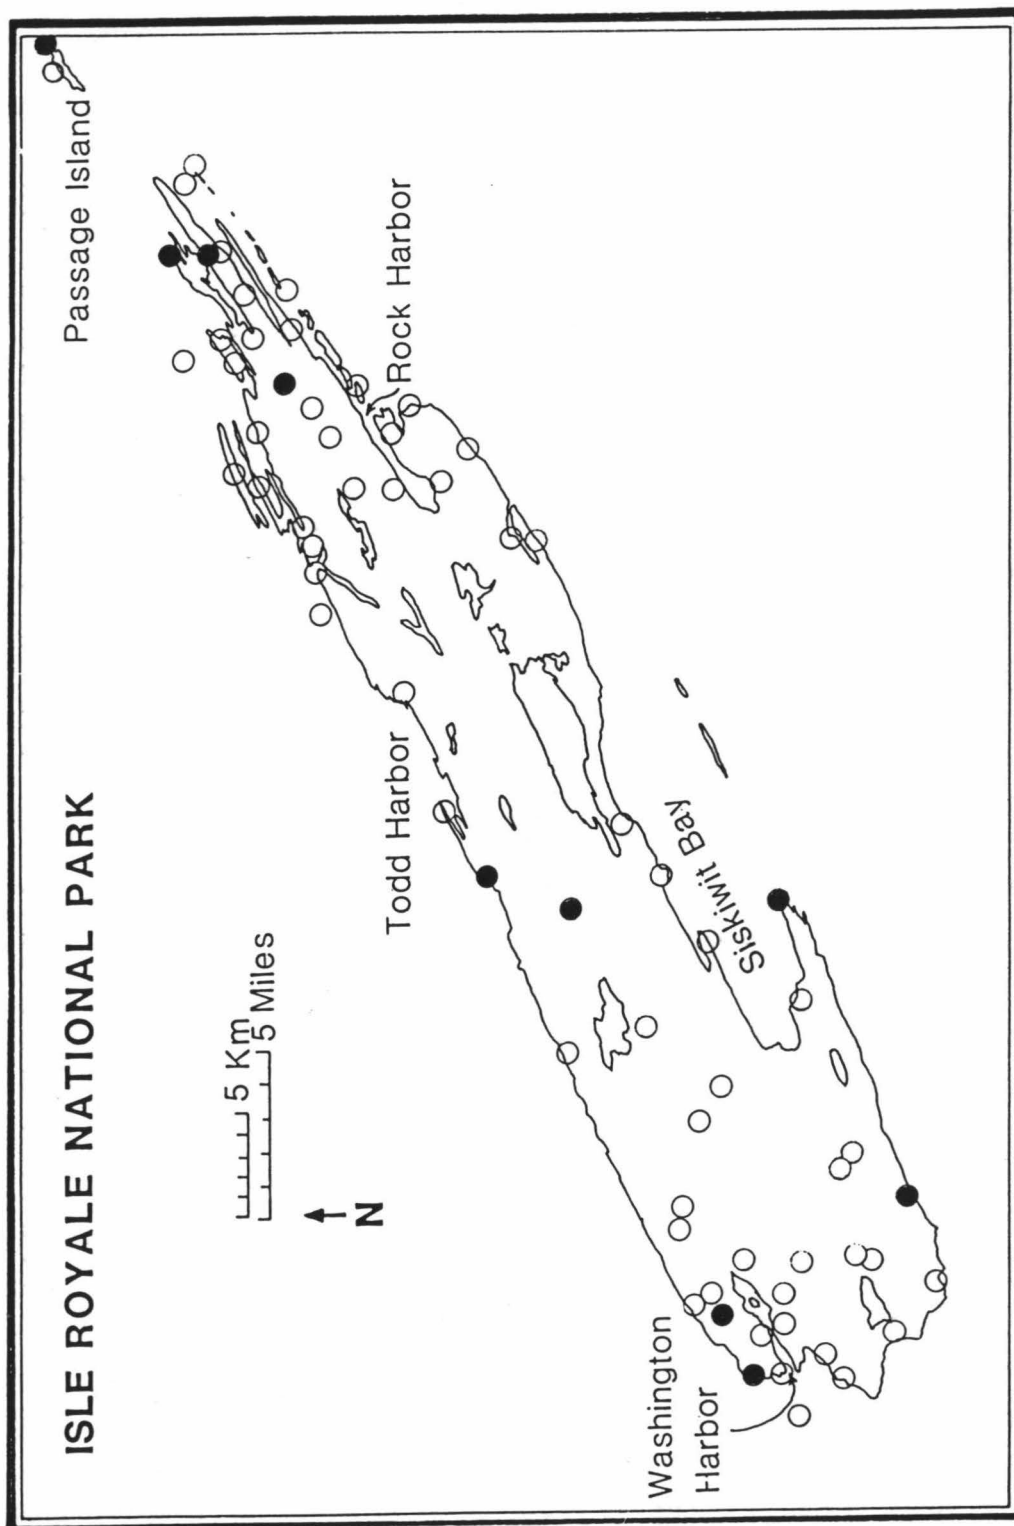 ISLE ROYALE NATIONAL PARK
5 Km
5 Miles
N
Passage Island
Rock Harbor
Todd Harbor
Siskiwit Bay
Washington
Harbor